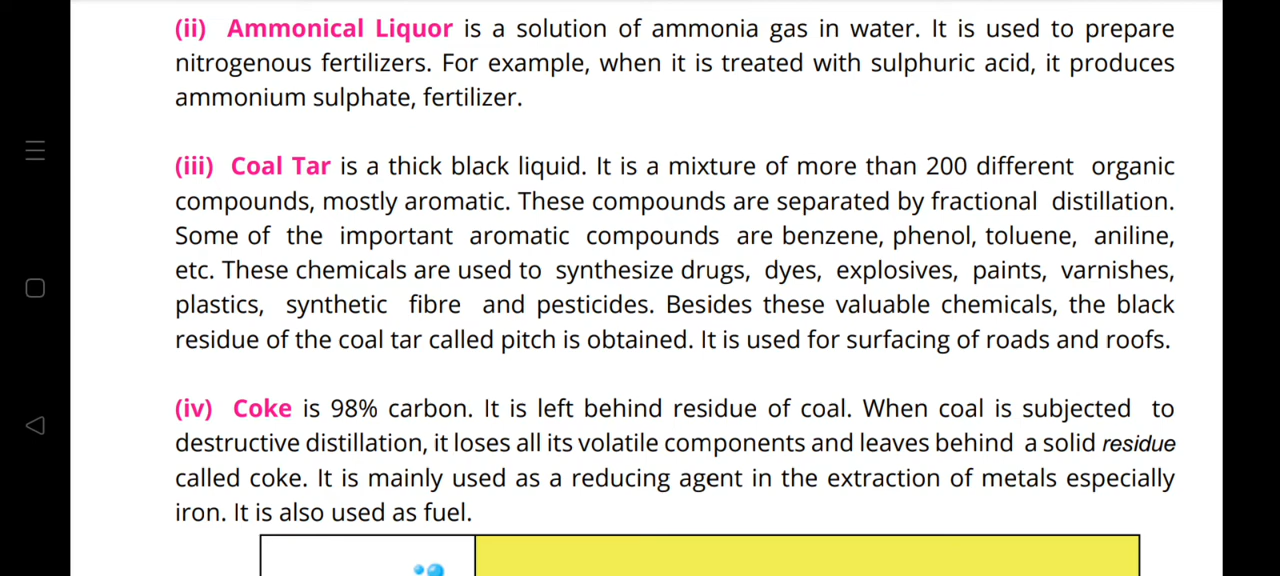 (ii) Ammonical Liquor is a solution of ammonia gas in water. It is used to prepare
nitrogenous fertilizers. For example, when it is treated with sulphuric acid, it produces
ammonium sulphate, fertilizer.
(iii) Coal Tar is a thick black liquid. It is a mixture of more than 200 different organic
compounds, mostly aromatic. These compounds are separated by fractional distillation.
Some of the important aromatic compounds are benzene, phenol, toluene, aniline,
etc. These chemicals are used to synthesize drugs, dyes, explosives, paints, varnishes,
plastics, synthetic fibre and pesticides. Besides these valuable chemicals, the black
residue of the coal tar called pitch is obtained. It is used for surfacing of roads and roofs.
(iv) Coke is 98% carbon. It is left behind residue of coal. When coal is subjected to
destructive distillation, it loses all its volatile components and leaves behind a solid residue
called coke. It is mainly used as a reducing agent in the extraction of metals especially
iron. It is also used as fuel.